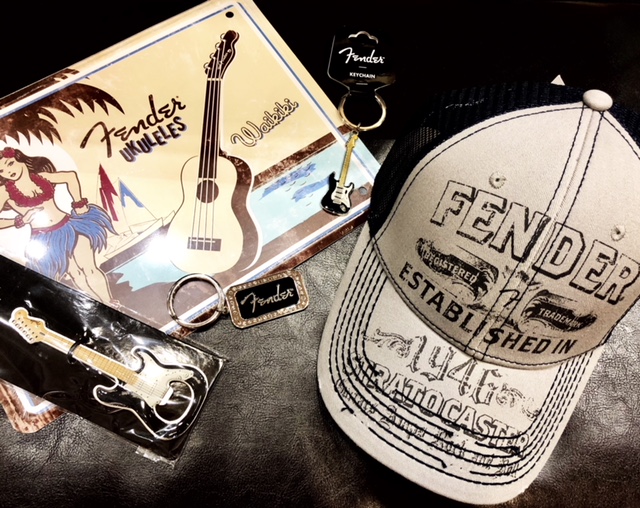 Fender
UKULELES
Waikiki
Fender
KEYCHAIN
Fender
FENDER
REGISTERED
TRADEMARK
ESTABLISHED IN
1946
STRATOCASTER